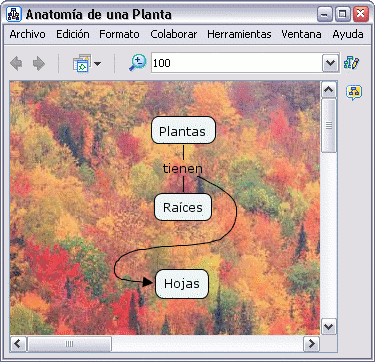 Anatomía de una Planta
Archivo Edición Formato Colaborar Herramientas Ventana Ayuda
100
Plantas
tienen
Raíces
Hojas